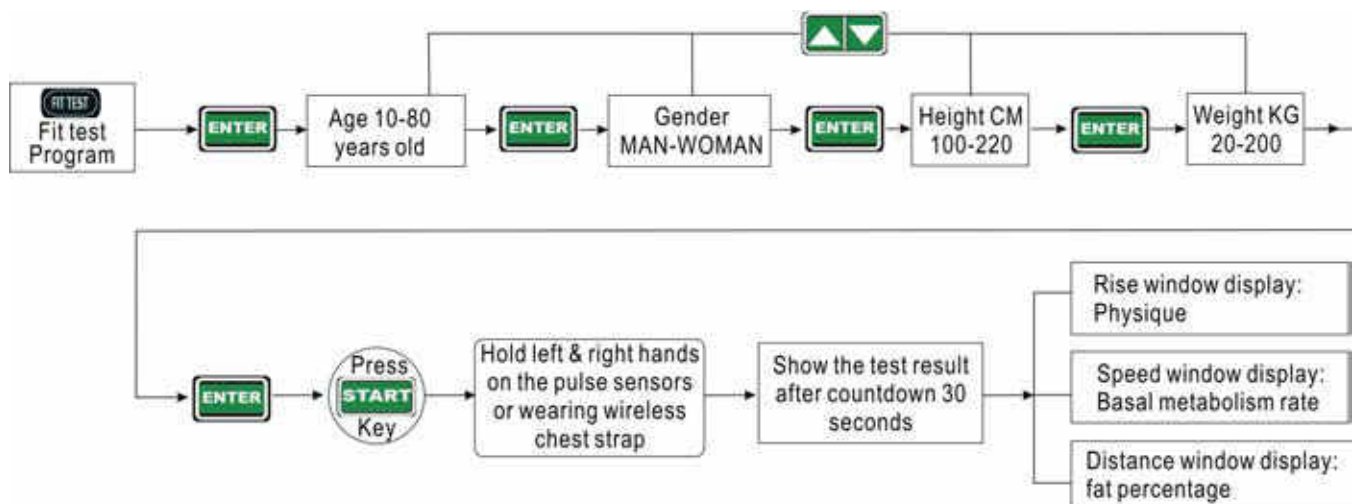 FIT TEST
Fit test
Program
ENTER
Age 10-80
years old
ENTER
Gender
MAN-WOMAN
ENTER
Height CM
100-220
ENTER
Weight KG
20-200
ENTER
Press
START
Key
Hold left & right hands
on the pulse sensors
or wearing wireless
chest strap
Show the test result
after countdown 30
seconds
Rise window display:
Physique
Speed window display:
Basal metabolism rate
Distance window display:
fat percentage